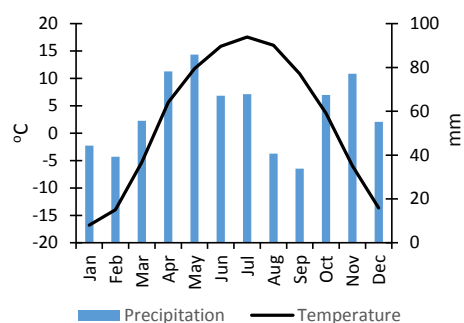 20 100
15
80
10
5 60
0
-5 40
-10
20
-15
-20 0
ºC
mm
Jan Feb Mar Apr May Jun Jul Aug Sep Oct Nov Dec
Precipitation Temperature